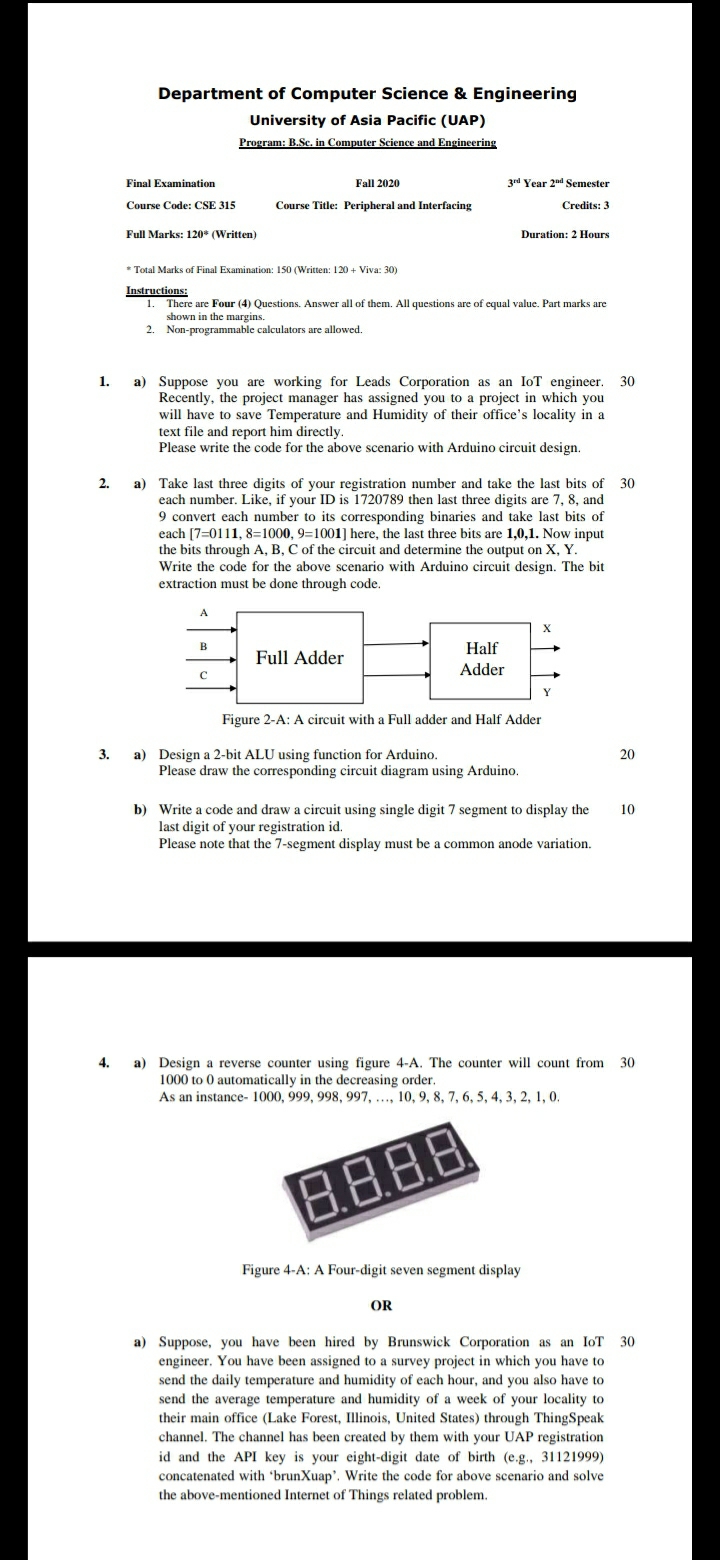 Department of Computer Science & Engineering
University of Asia Pacific (UAP)
Program: B.Sc. in Computer Science and Engineering
Final Examination Fall 2020 3rd Year 2nd Semester
Course Code: CSE 315 Course Title: Peripheral and Interfacing Credits: 3
Full Marks: 120* (Written) Duration: 2 Hours
* Total Marks of Final Examination: 150 (Written: 120 + Viva: 30)
Instructions:
1. There are Four (4) Questions. Answer all of them. All questions are of equal value. Part marks are
shown in the margins.
2. Non-programmable calculators are allowed.
1. a) Suppose you are working for Leads Corporation as an IoT engineer. 30
Recently, the project manager has assigned you to a project in which you
will have to save Temperature and Humidity of their office's locality in a
text file and report him directly.
Please write the code for the above scenario with Arduino circuit design.
2. a) Take last three digits of your registration number and take the last bits of 30
each number. Like, if your ID is 1720789 then last three digits are 7, 8, and
9 convert each number to its corresponding binaries and take last bits of
each [7=0111, 8=1000, 9=1001] here, the last three bits are 1,0,1. Now input
the bits through A, B, C of the circuit and determine the output on X, Y.
Write the code for the above scenario with Arduino circuit design. The bit
extraction must be done through code.
A
B
C
Full Adder
Half
Adder
X
Y
Figure 2-A: A circuit with a Full adder and Half Adder
3. a) Design a 2-bit ALU using function for Arduino. 20
Please draw the corresponding circuit diagram using Arduino.
b) Write a code and draw a circuit using single digit 7 segment to display the 10
last digit of your registration id.
Please note that the 7-segment display must be a common anode variation.
4. a) Design a reverse counter using figure 4-A. The counter will count from 30
1000 to 0 automatically in the decreasing order.
As an instance- 1000, 999, 998, 997, …, 10, 9, 8, 7, 6, 5, 4, 3, 2, 1, 0.
8.8.8.8.
Figure 4-A: A Four-digit seven segment display
OR
a) Suppose, you have been hired by Brunswick Corporation as an IoT 30
engineer. You have been assigned to a survey project in which you have to
send the daily temperature and humidity of each hour, and you also have to
send the average temperature and humidity of a week of your locality to
their main office (Lake Forest, Illinois, United States) through ThingSpeak
channel. The channel has been created by them with your UAP registration
id and the API key is your eight-digit date of birth (e.g., 31121999)
concatenated with 'brunXuap'. Write the code for above scenario and solve
the above-mentioned Internet of Things related problem.